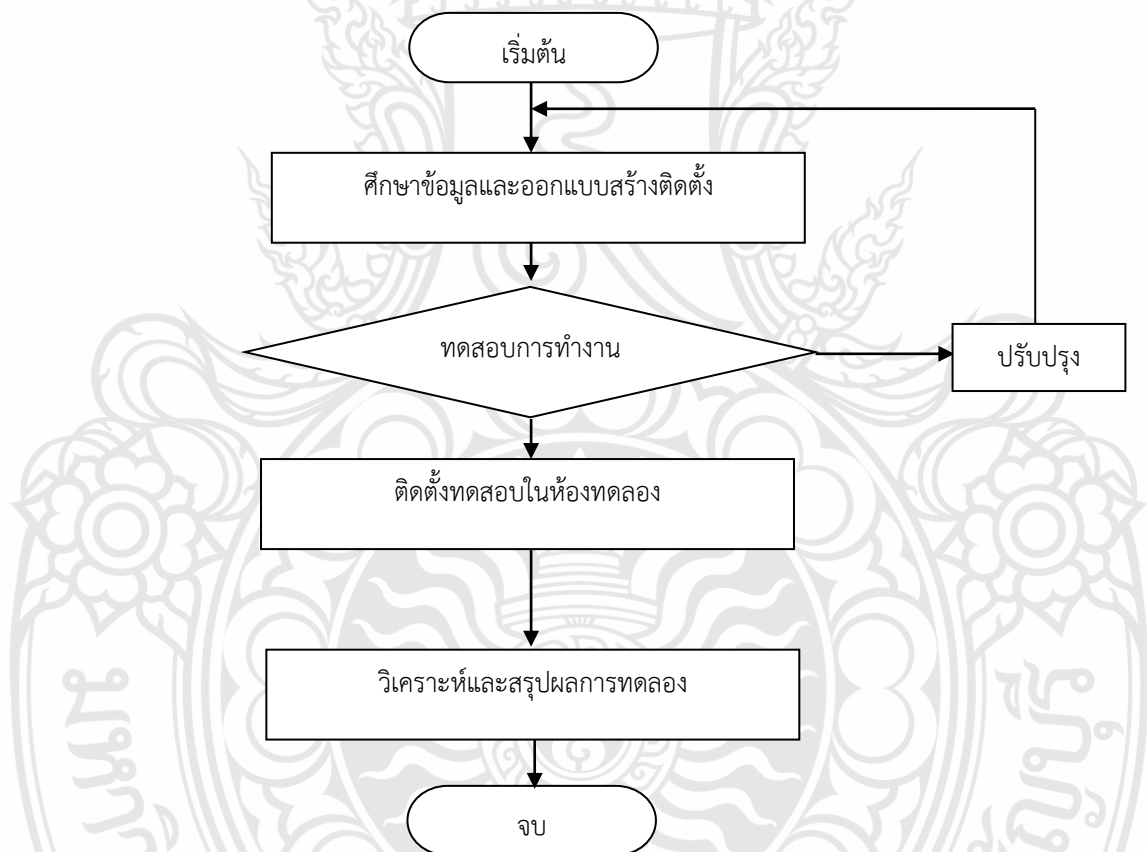 เริ่มต้น
ศึกษาข้อมูลและออกแบบสร้างติดตั้ง
ทดสอบการทำงาน
ปรับปรุง
ติดตั้งทดสอบในห้องทดลอง
วิเคราะห์และสรุปผลการทดลอง
จบ